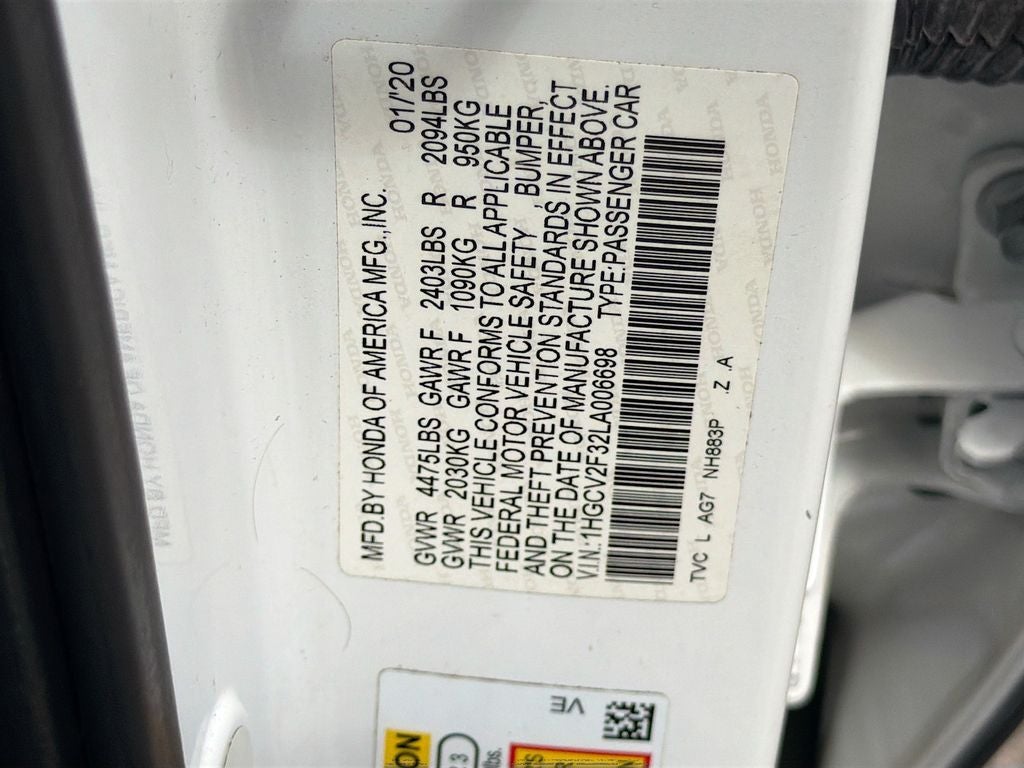 MFD.BY HONDA OF AMERICA MFG.,INC. 01/'20
GVWR 4475LBS GAWR F 2403LBS R 2094LBS
GVWR 2030KG GAWR F 1090KG R 950KG
THIS VEHICLE CONFORMS TO ALL APPLICABLE
FEDERAL MOTOR VEHICLE SAFETY , BUMPER,
AND THEFT PREVENTION STANDARDS IN EFFECT
ON THE DATE OF MANUFACTURE SHOWN ABOVE.
V.I.N.:1HGCV2F32LA006698 TYPE:PASSENGER CAR
TVC L AG7 NH883P Z .A
HONDA
VE